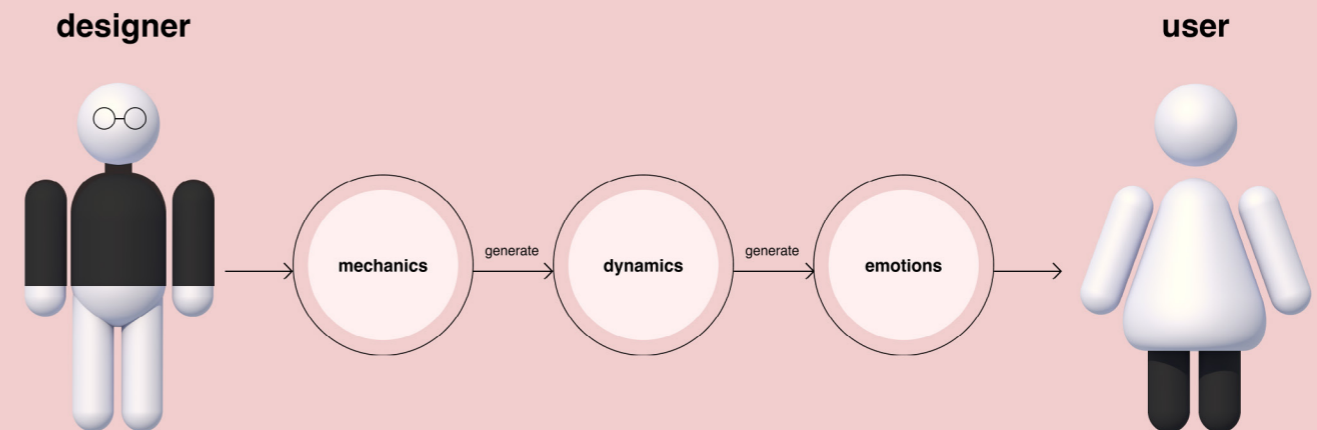 designer
user
mechanics
generate
dynamics
generate
emotions